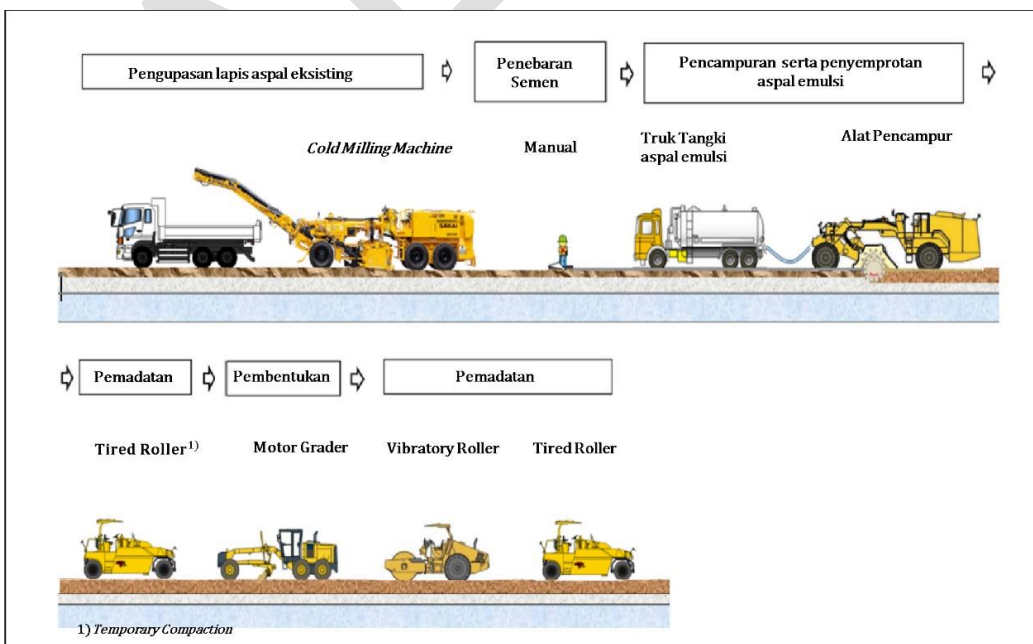 Pengupasan lapis aspal eksisting
Penebaran
Semen
Pencampuran serta penyemprotan
aspal emulsi
Cold Milling Machine
Manual
Truk Tangki
aspal emulsi
Alat Pencampur
SAKAI
Pemadatan
Pembentukan
Pemadatan
Tired Roller1)
Motor Grader
Vibratory Roller
Tired Roller
1) Temporary Compaction